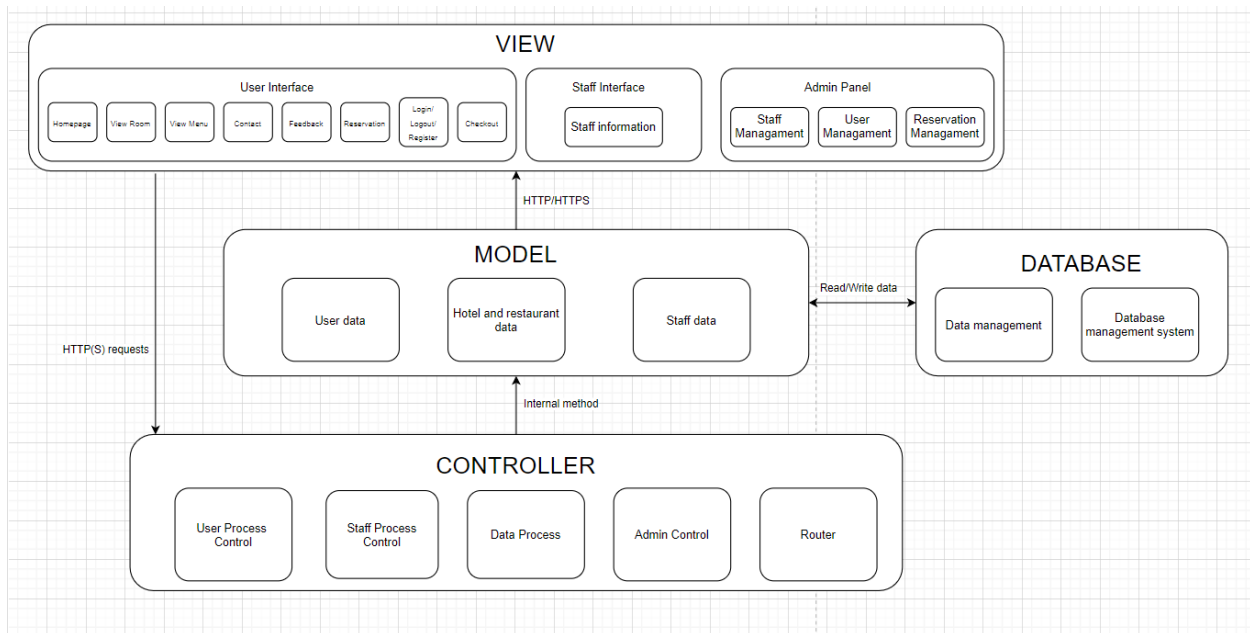 VIEW
User Interface
Staff Interface
Admin Panel
Homepage
View Room
View Menu
Contact
Feedback
Reservation
Login/
Logout/
Register
Checkout
Staff information
Staff
Managament
User
Managament
Reservation
Managament
HTTP/HTTPS
MODEL
User data
Hotel and restaurant
data
Staff data
Read/Write data
DATABASE
Data management
Database
management system
HTTP(S) requests
Internal method
CONTROLLER
User Process
Control
Staff Process
Control
Data Process
Admin Control
Router